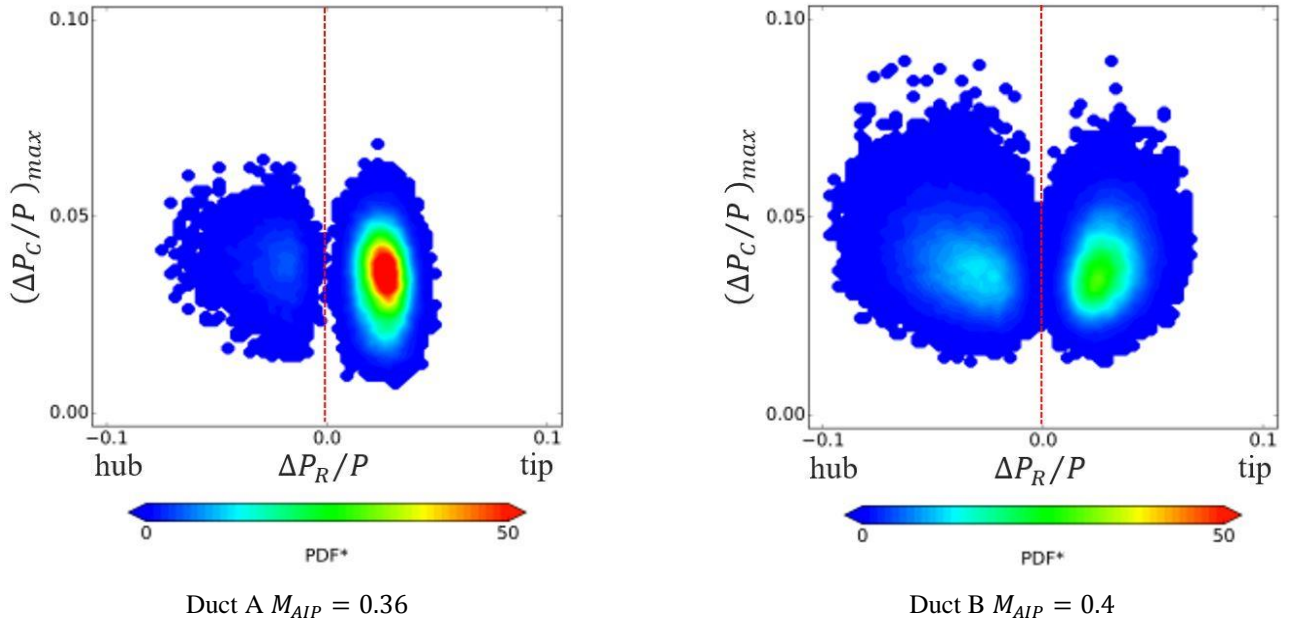 0.10
(ΔP_C/P )_max
0.05
0.00
−0.1 0.0 0.1
hub ΔP_R/P tip
0 50
PDF*
Duct A M_AIP = 0.36
0.10
(ΔP_C/P )_max
0.05
0.00
−0.1 0.0 0.1
hub ΔP_R/P tip
0 50
PDF*
Duct B M_AIP = 0.4